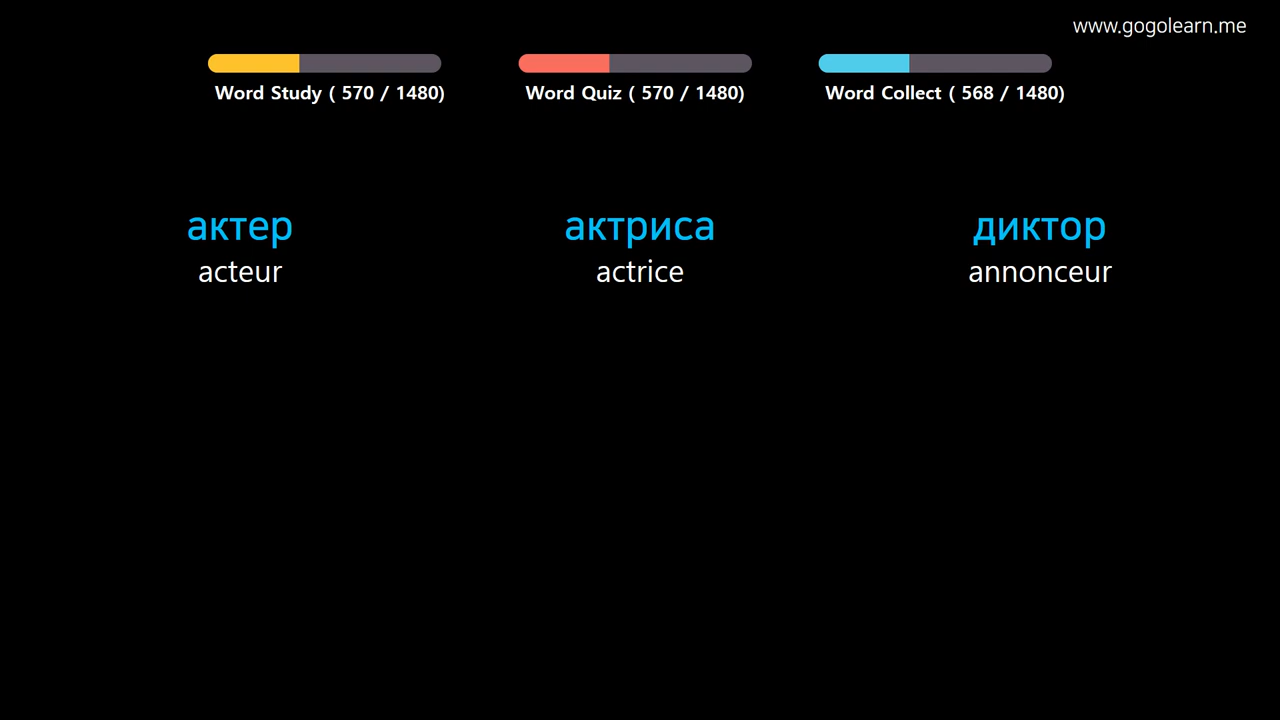 www.gogolearn.me
Word Study ( 570 / 1480)
Word Quiz ( 570 / 1480)
Word Collect ( 568 / 1480)
актер
acteur
актриса
actrice
диктор
annonceur